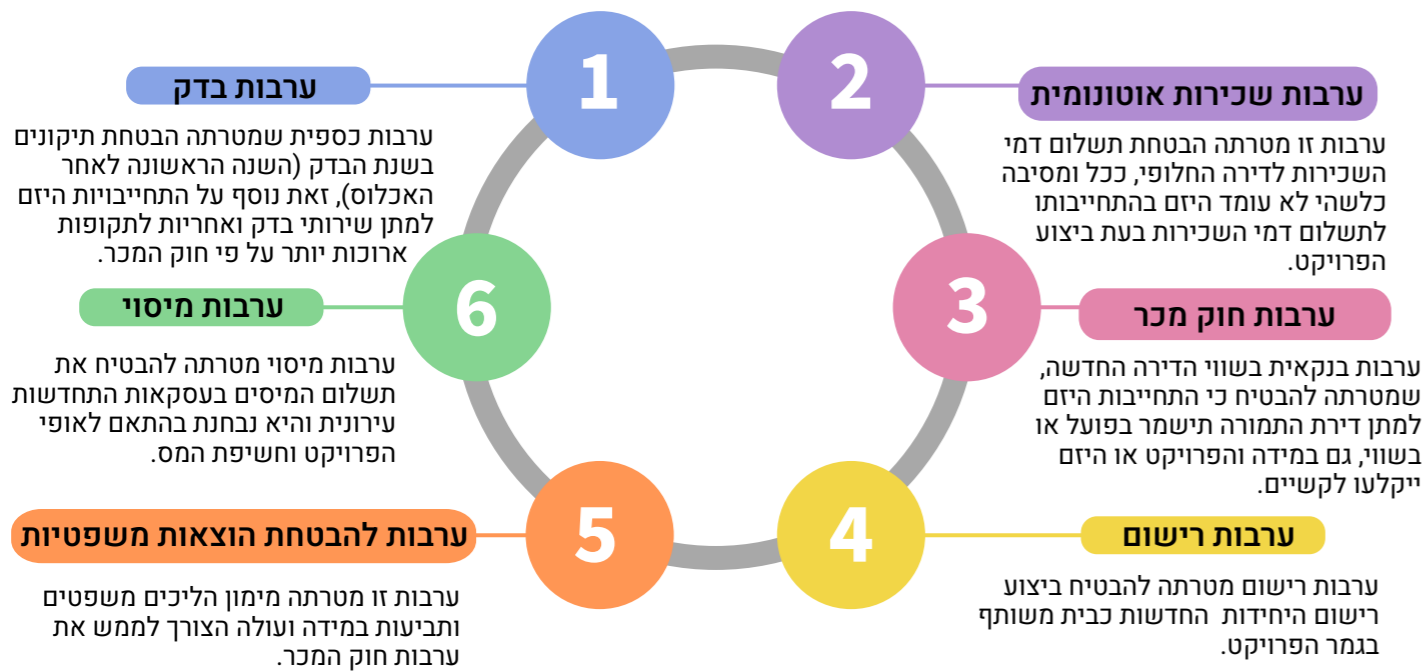 1
ערבות בדק
ערבות כספית שמטרתה הבטחת תיקונים
בשנת הבדק (השנה הראשונה לאחר
האכלוס), זאת נוסף על התחייבויות היזם
למתן שירותי בדק ואחריות לתקופות
ארוכות יותר על פי חוק המכר.
2
ערבות שכירות אוטונומית
ערבות זו מטרתה הבטחת תשלום דמי
השכירות לדירה החלופי, ככל ומסיבה
כלשהי לא עומד היזם בהתחייבותו
לתשלום דמי השכירות בעת ביצוע
הפרויקט.
3
ערבות חוק מכר
ערבות בנקאית בשווי הדירה החדשה,
שמטרתה להבטיח כי התחייבות היזם
למתן דירת התמורה תישמר בפועל או
בשווי, גם במידה והפרויקט או היזם
ייקלעו לקשיים.
4
ערבות רישום
ערבות רישום מטרתה להבטיח ביצוע
רישום היחידות החדשות כבית משותף
בגמר הפרויקט.
5
ערבות להבטחת הוצאות משפטיות
ערבות זו מטרתה מימון הליכים משפטים
ותביעות במידה ועולה הצורך לממש את
ערבות חוק המכר.
6
ערבות מיסוי
ערבות מיסוי מטרתה להבטיח את
תשלום המיסים בעסקאות התחדשות
עירונית והיא נבחנת בהתאם לאופי
הפרויקט וחשיפת המס.